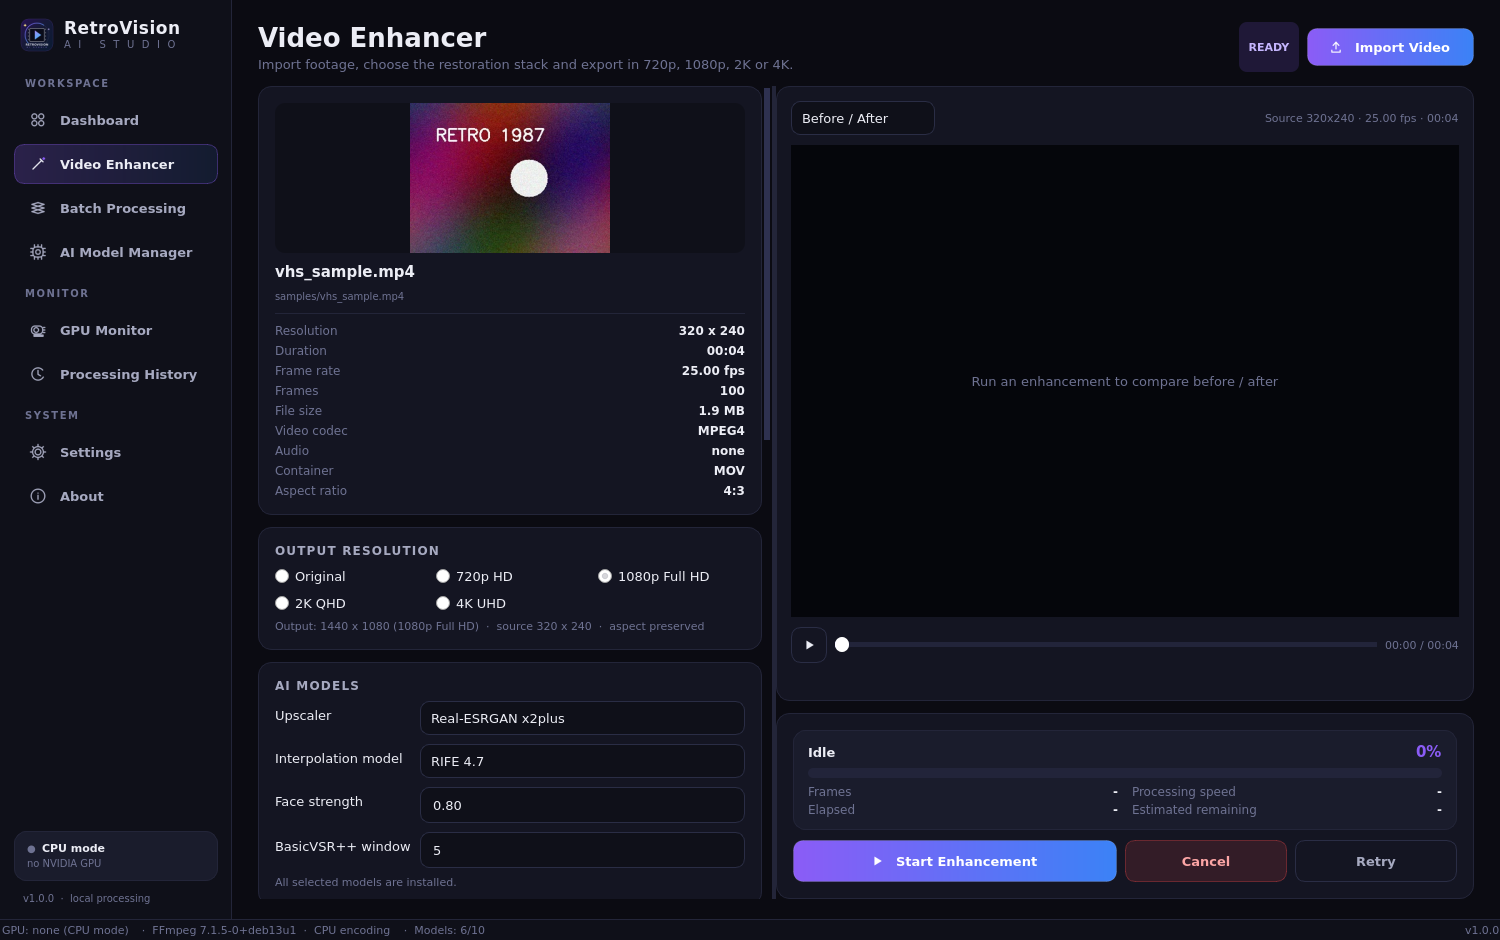 RetroVision
AI STUDIO
WORKSPACE
Dashboard
Video Enhancer
Batch Processing
AI Model Manager
MONITOR
GPU Monitor
Processing History
SYSTEM
Settings
About
CPU mode
no NVIDIA GPU
v1.0.0 · local processing
Video Enhancer
Import footage, choose the restoration stack and export in 720p, 1080p, 2K or 4K.
READY
Import Video
RETRO 1987
vhs_sample.mp4
samples/vhs_sample.mp4
Resolution 320 x 240
Duration 00:04
Frame rate 25.00 fps
Frames 100
File size 1.9 MB
Video codec MPEG4
Audio none
Container MOV
Aspect ratio 4:3
OUTPUT RESOLUTION
Original 720p HD 1080p Full HD
2K QHD 4K UHD
Output: 1440 x 1080 (1080p Full HD) · source 320 x 240 · aspect preserved
AI MODELS
Upscaler Real-ESRGAN x2plus
Interpolation model RIFE 4.7
Face strength 0.80
BasicVSR++ window 5
All selected models are installed.
Before / After
Source 320x240 · 25.00 fps · 00:04
Run an enhancement to compare before / after
00:00 / 00:04
Idle 0%
Frames - Processing speed -
Elapsed - Estimated remaining -
Start Enhancement
Cancel
Retry
GPU: none (CPU mode) · FFmpeg 7.1.5-0+deb13u1 · CPU encoding · Models: 6/10
v1.0.0